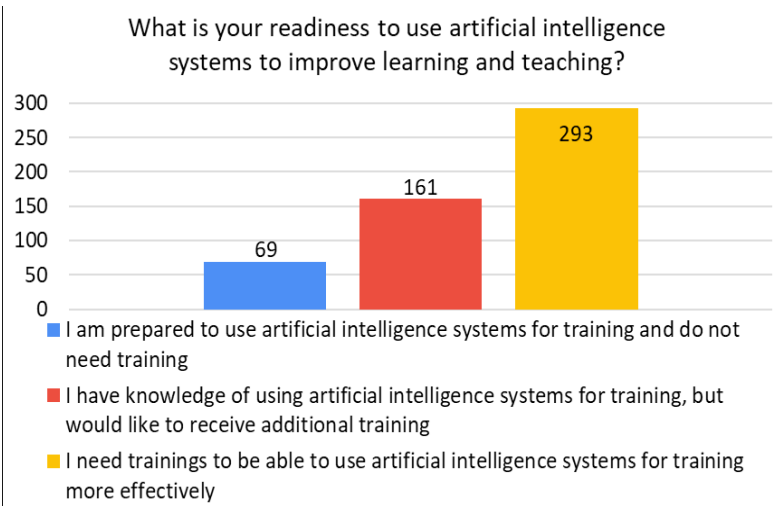 What is your readiness to use artificial intelligence
systems to improve learning and teaching?
300
250
200
150
100
50
0
69
161
293
I am prepared to use artificial intelligence systems for training and do not
need training
I have knowledge of using artificial intelligence systems for training, but
would like to receive additional training
I need trainings to be able to use artificial intelligence systems for training
more effectively